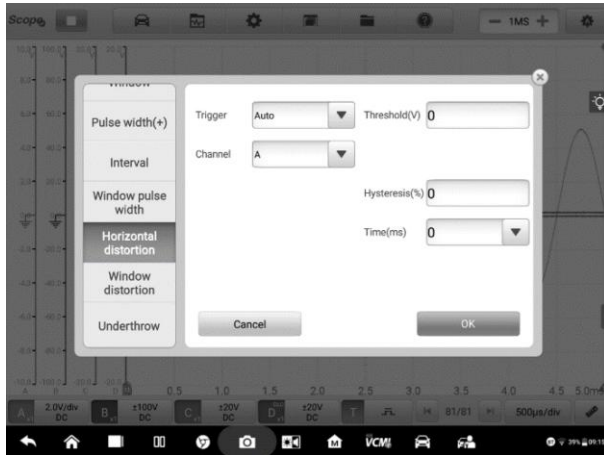 Scope
1MS
Pulse width(+)
Interval
Window pulse
width
Horizontal
distortion
Window
distortion
Underthrow
Trigger
Auto
Threshold(V)
0
Channel
A
Hysteresis(%)
0
Time(ms)
0
Cancel
OK
0.5 1.0 1.5 2.0 2.5 3.0 3.5 4.0 4.5 5.0ms
A
2.0V/div
DC
B
±100V
DC
C
±20V
DC
D
±20V
DC
T
81/81
500μs/div
VCMI
39%